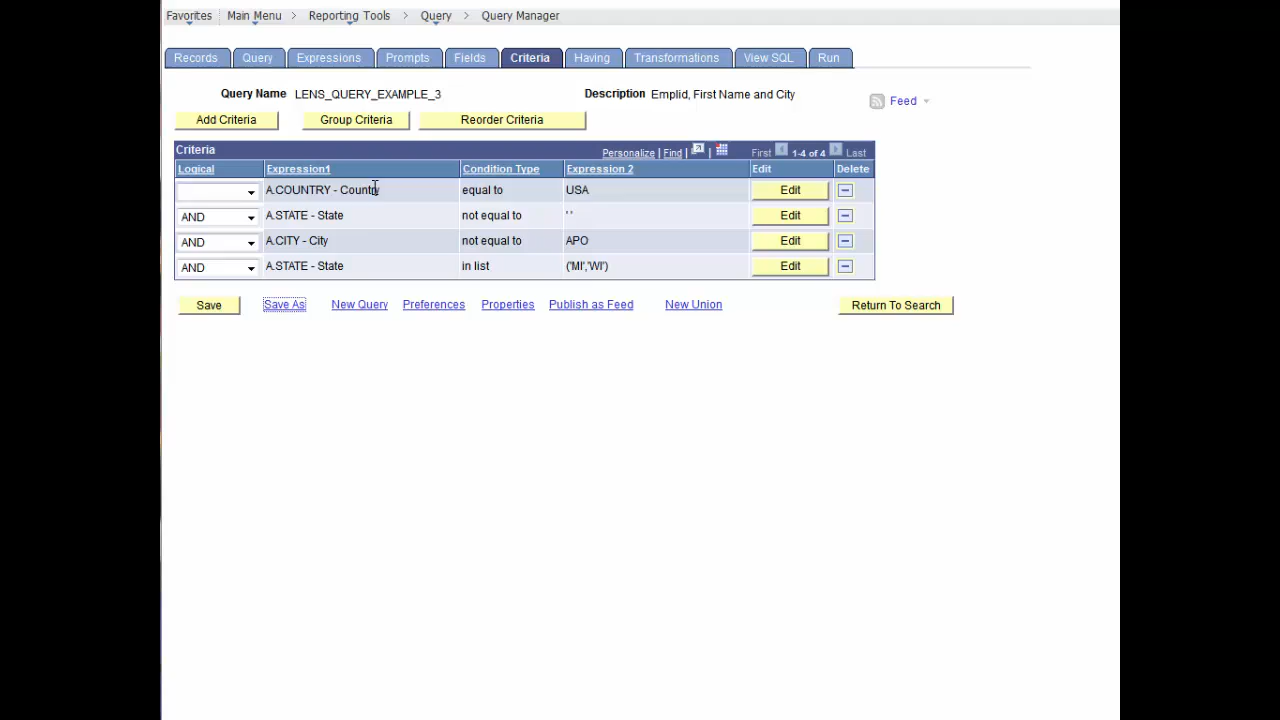 Favorites Main Menu > Reporting Tools > Query > Query Manager
Records Query Expressions Prompts Fields Criteria Having Transformations View SQL Run
Query Name LENS_QUERY_EXAMPLE_3 Description Emplid, First Name and City Feed
Add Criteria Group Criteria Reorder Criteria
Criteria Personalize | Find | | First 1-4 of 4 Last
Logical Expression1 Condition Type Expression 2 Edit Delete
A.COUNTRY - Country equal to USA Edit
AND A.STATE - State not equal to ' ' Edit
AND A.CITY - City not equal to APO Edit
AND A.STATE - State in list ('MI','WI') Edit
Save Save As New Query Preferences Properties Publish as Feed New Union Return To Search